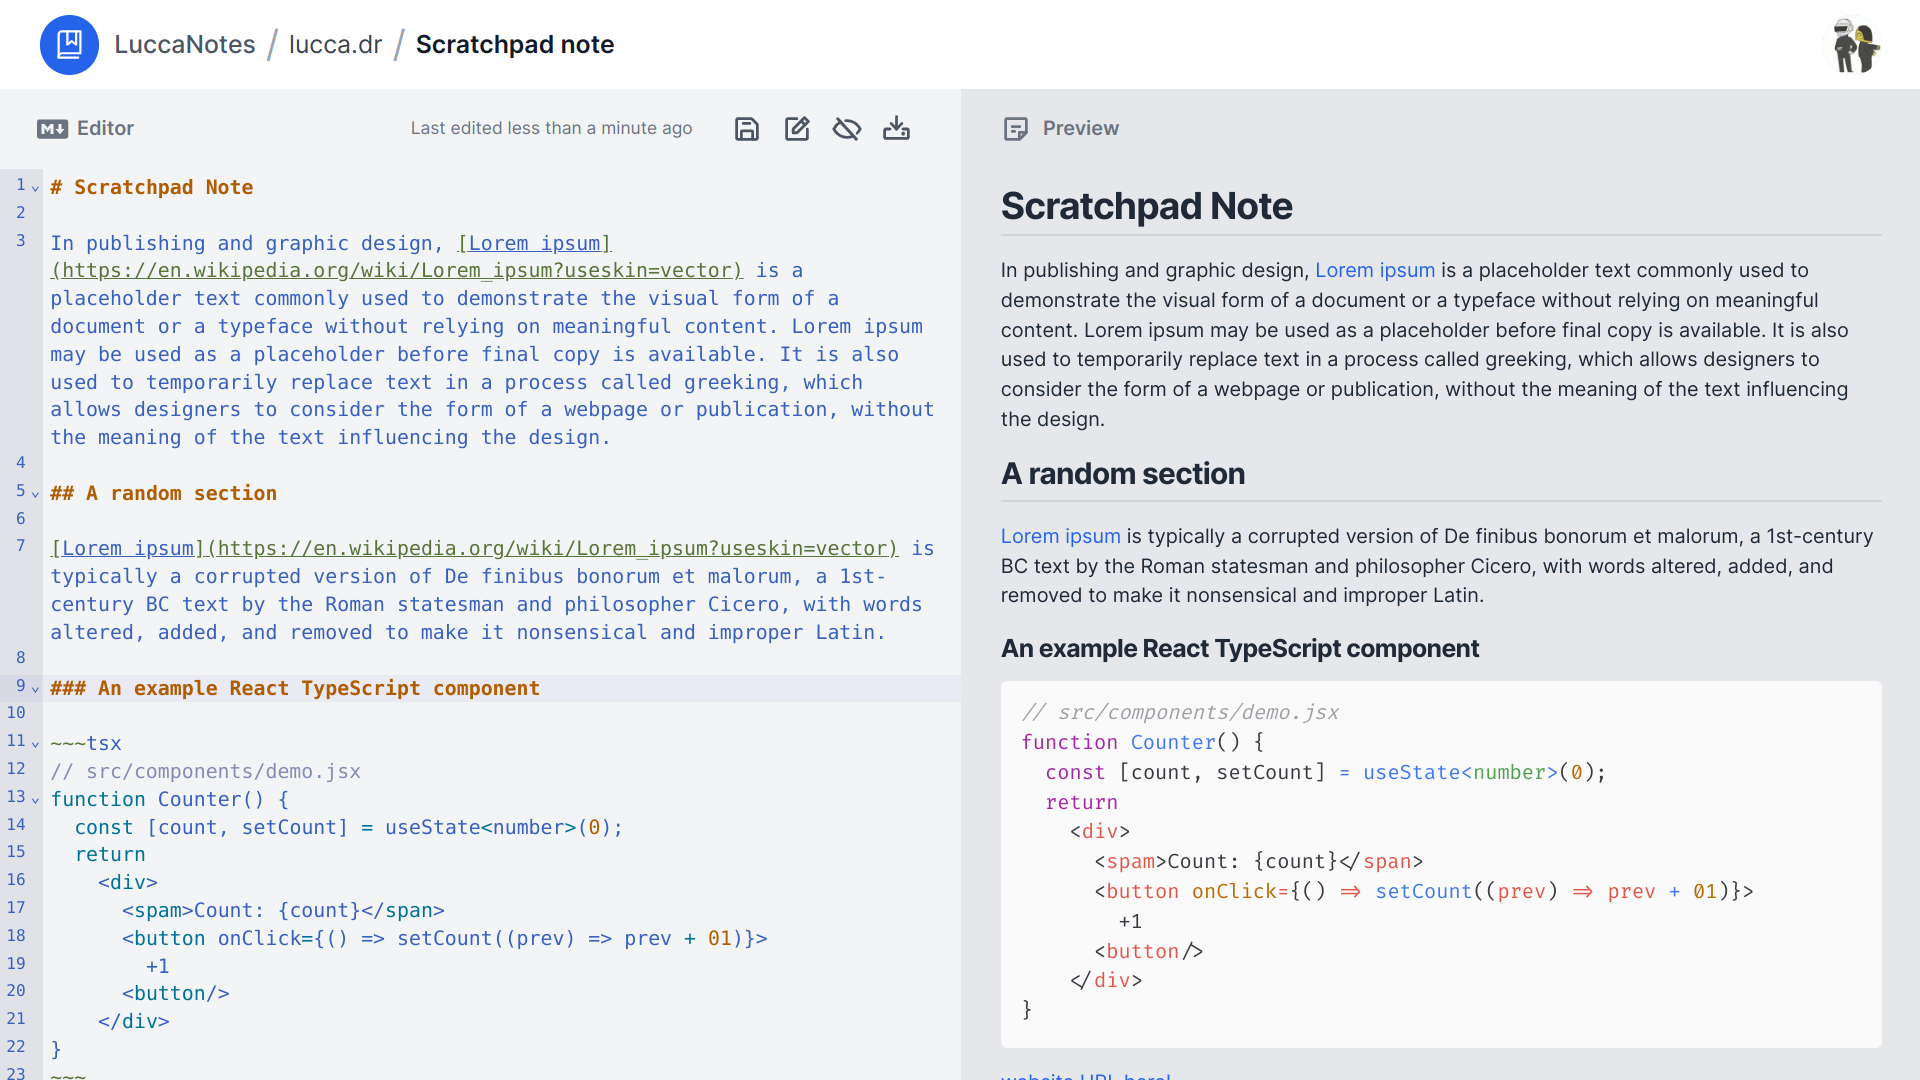 LuccaNotes / lucca.dr / Scratchpad note
M Editor
Last edited less than a minute ago
1 # Scratchpad Note
2
3 In publishing and graphic design, [Lorem ipsum]
(https://en.wikipedia.org/wiki/Lorem_ipsum?useskin=vector) is a
placeholder text commonly used to demonstrate the visual form of a
document or a typeface without relying on meaningful content. Lorem ipsum
may be used as a placeholder before final copy is available. It is also
used to temporarily replace text in a process called greeking, which
allows designers to consider the form of a webpage or publication, without
the meaning of the text influencing the design.
4
5 ## A random section
6
7 [Lorem ipsum](https://en.wikipedia.org/wiki/Lorem_ipsum?useskin=vector) is
typically a corrupted version of De finibus bonorum et malorum, a 1st-
century BC text by the Roman statesman and philosopher Cicero, with words
altered, added, and removed to make it nonsensical and improper Latin.
8
9 ### An example React TypeScript component
10
11 ~~~tsx
12 // src/components/demo.jsx
13 function Counter() {
14 const [count, setCount] = useState<number>(0);
15 return
16 <div>
17 <spam>Count: {count}</span>
18 <button onClick={() => setCount((prev) => prev + 01)}>
19 +1
20 <button/>
21 </div>
22 }
23 ~~~
Preview
Scratchpad Note
In publishing and graphic design, Lorem ipsum is a placeholder text commonly used to
demonstrate the visual form of a document or a typeface without relying on meaningful
content. Lorem ipsum may be used as a placeholder before final copy is available. It is also
used to temporarily replace text in a process called greeking, which allows designers to
consider the form of a webpage or publication, without the meaning of the text influencing
the design.
A random section
Lorem ipsum is typically a corrupted version of De finibus bonorum et malorum, a 1st-century
BC text by the Roman statesman and philosopher Cicero, with words altered, added, and
removed to make it nonsensical and improper Latin.
An example React TypeScript component
// src/components/demo.jsx
function Counter() {
const [count, setCount] = useState<number>(0);
return
<div>
<spam>Count: {count}</span>
<button onClick={() => setCount((prev) => prev + 01)}>
+1
<button/>
</div>
}
website URL here!